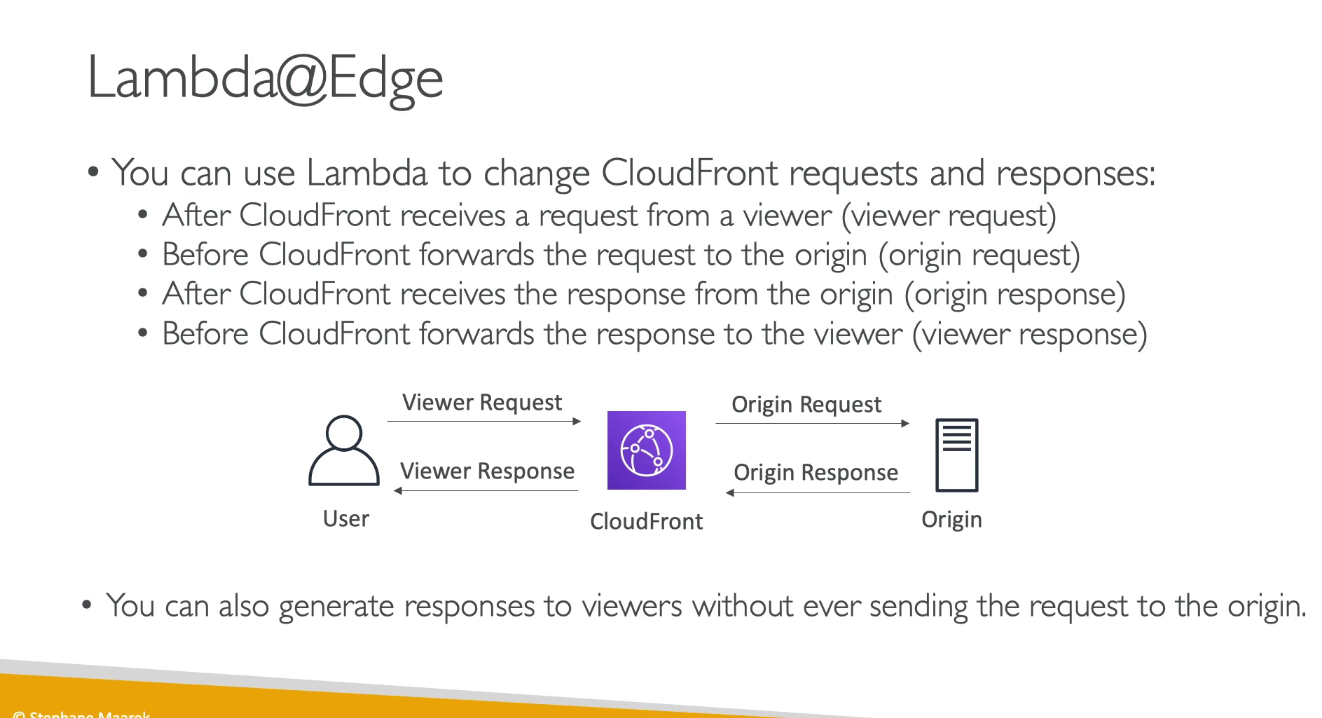 Lambda@Edge
• You can use Lambda to change CloudFront requests and responses:
• After CloudFront receives a request from a viewer (viewer request)
• Before CloudFront forwards the request to the origin (origin request)
• After CloudFront receives the response from the origin (origin response)
• Before CloudFront forwards the response to the viewer (viewer response)
Viewer Request
Origin Request
Viewer Response
Origin Response
User
CloudFront
Origin
• You can also generate responses to viewers without ever sending the request to the origin.
© Stephane Maarek